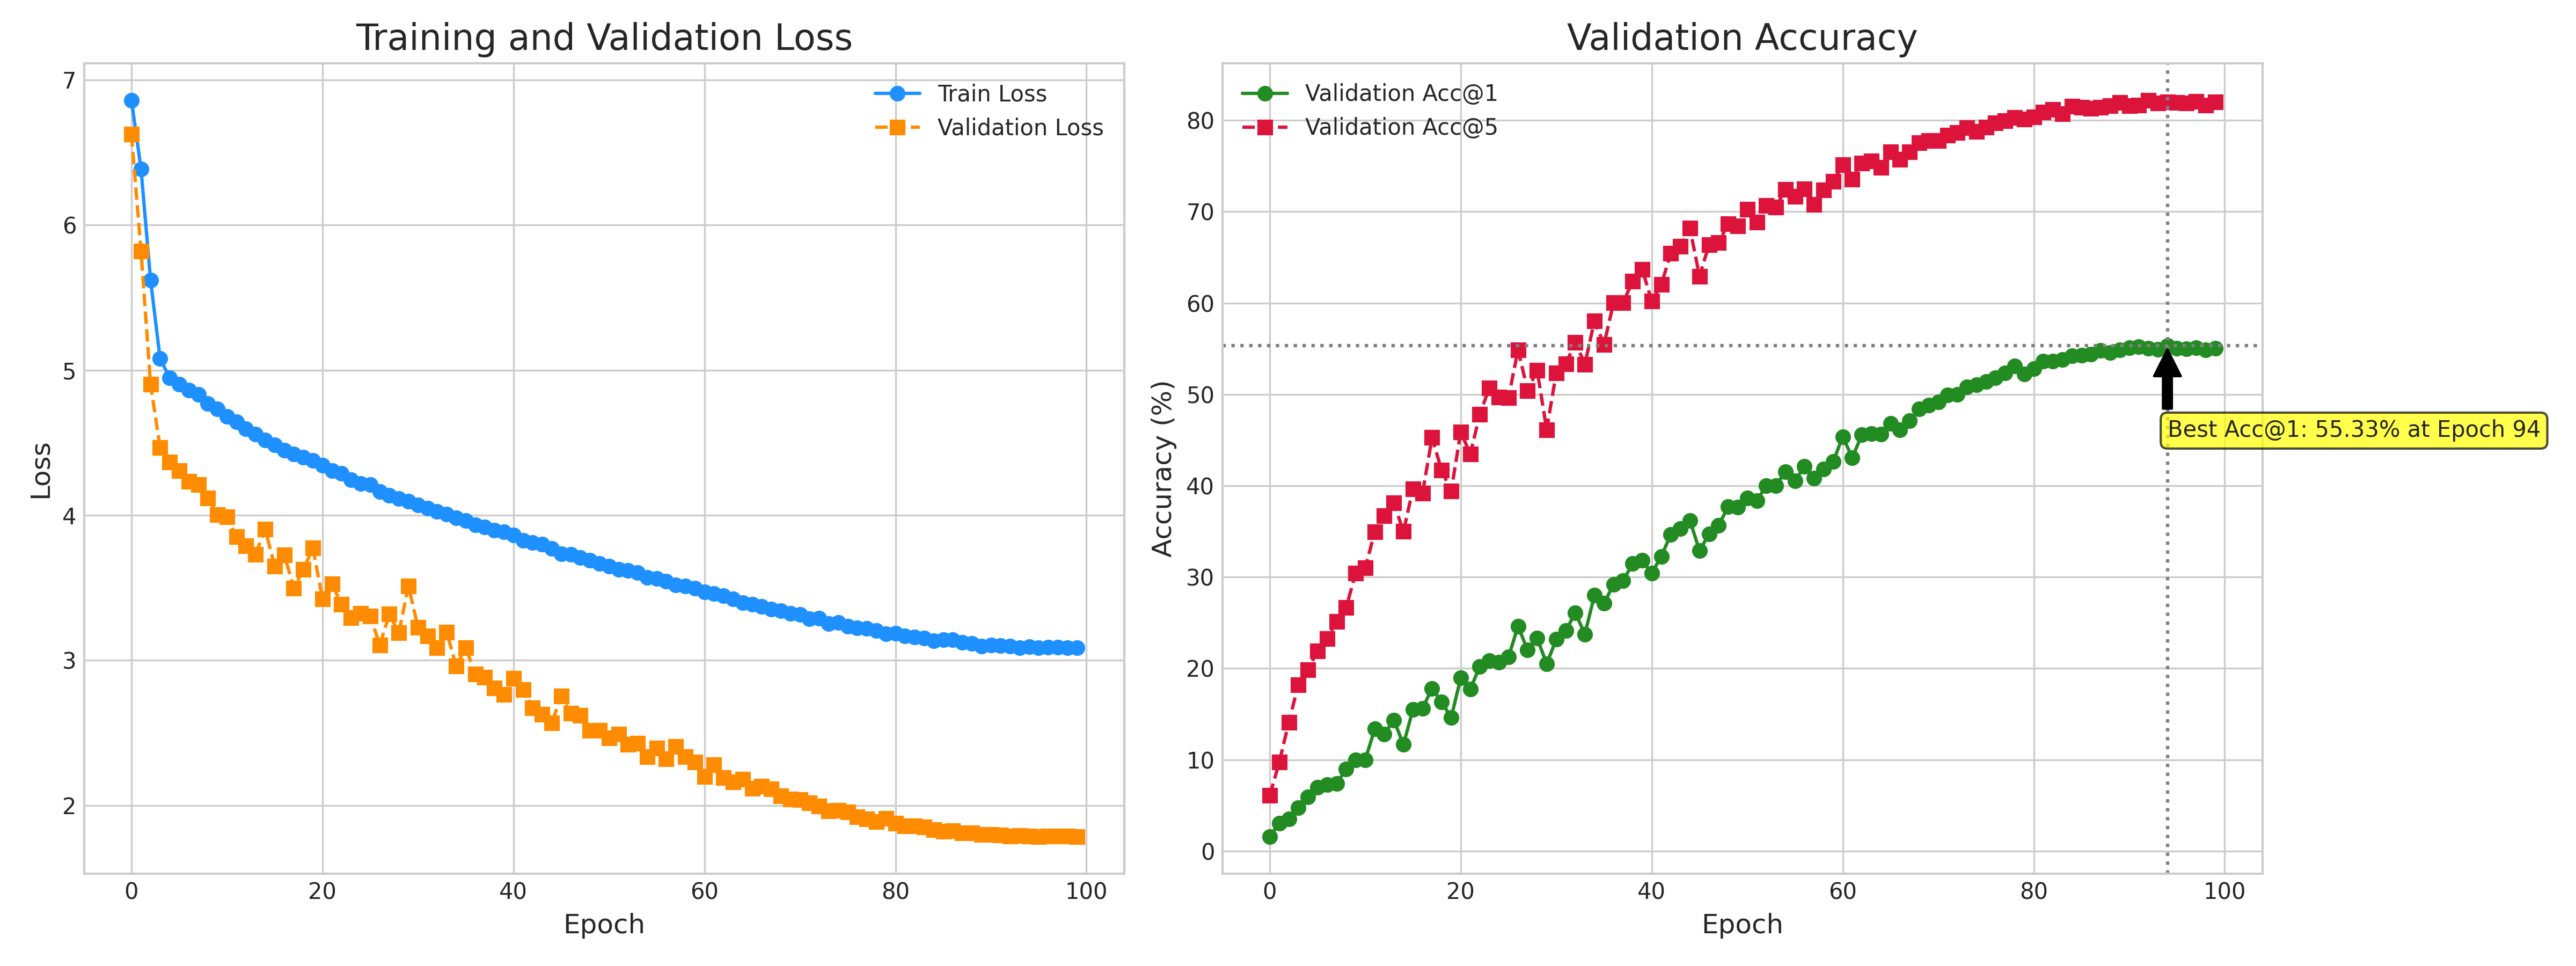 Training and Validation Loss
7
6
5
4
3
2
Loss
Train Loss
Validation Loss
0 20 40 60 80 100
Epoch
Validation Accuracy
80
70
60
50
40
30
20
10
0
Accuracy (%)
Validation Acc@1
Validation Acc@5
Best Acc@1: 55.33% at Epoch 94
0 20 40 60 80 100
Epoch